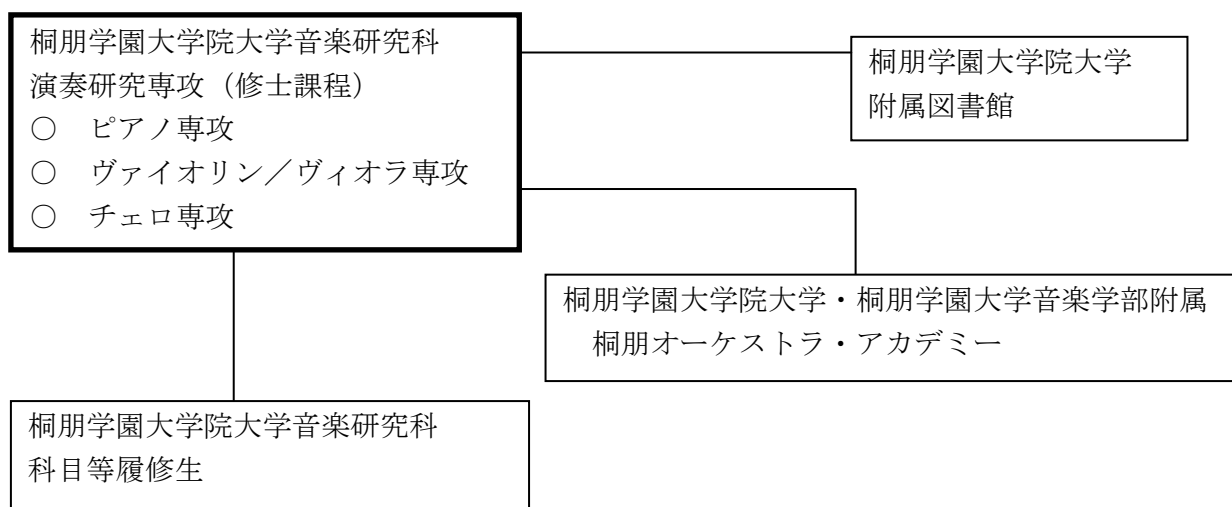 桐朋学園大学院大学音楽研究科
演奏研究専攻（修士課程）
○　ピアノ専攻
○　ヴァイオリン／ヴィオラ専攻
○　チェロ専攻
桐朋学園大学院大学
附属図書館
桐朋学園大学院大学・桐朋学園大学音楽学部附属
桐朋オーケストラ・アカデミー
桐朋学園大学院大学音楽研究科
科目等履修生